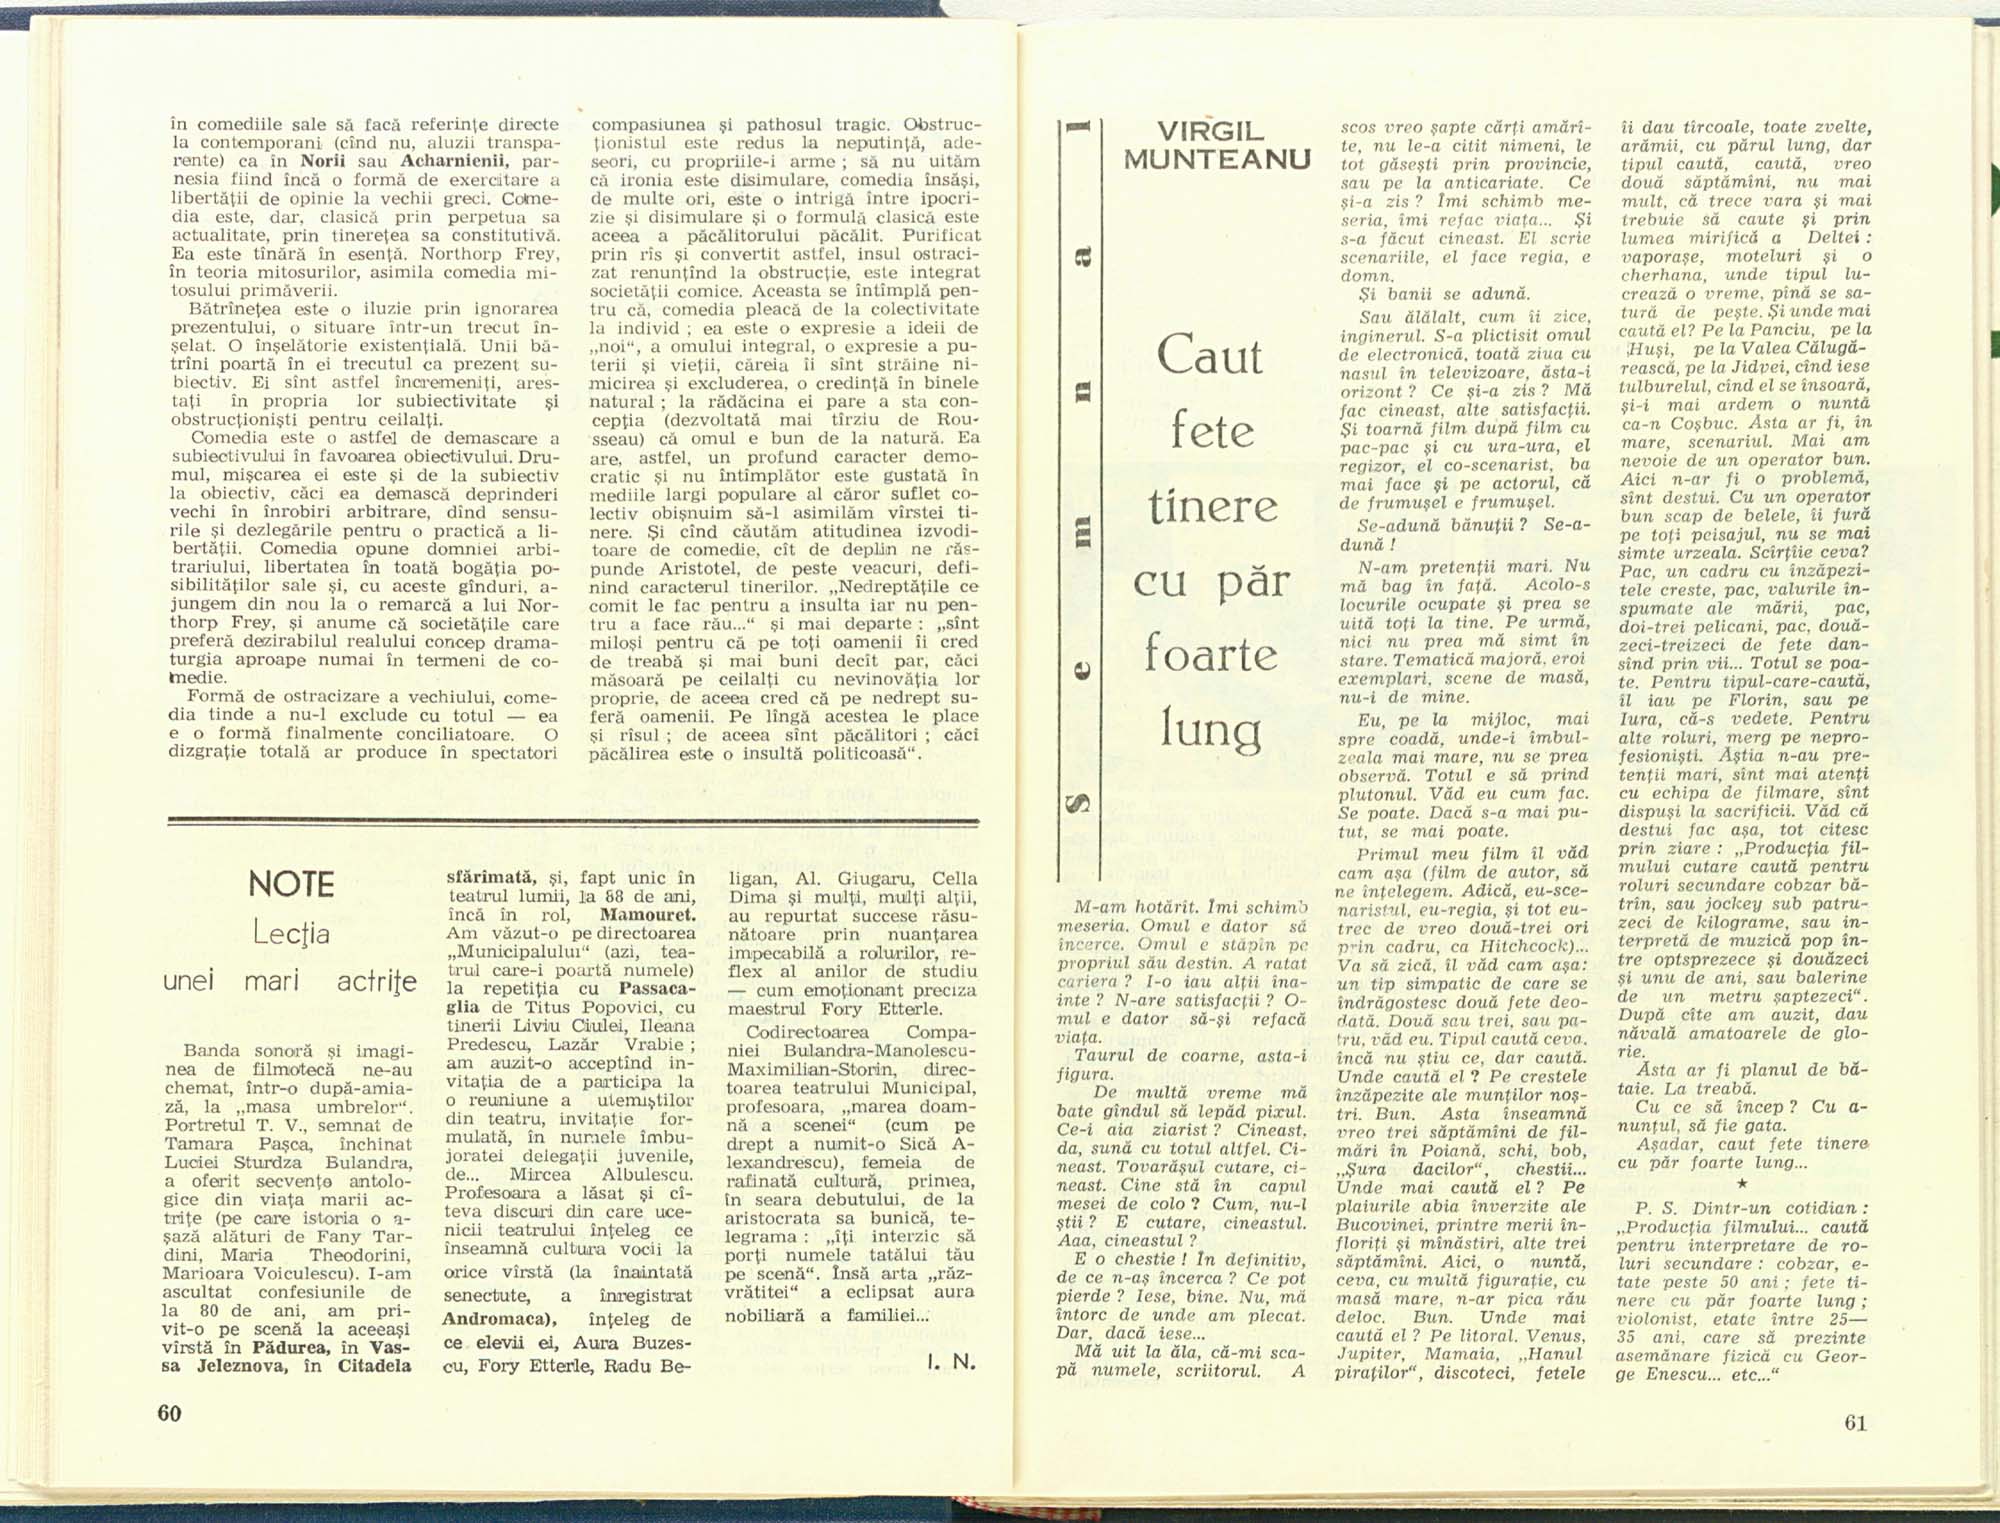 în comediile sale să facă referințe directe
la contemporani (cînd nu, aluzii transpa-
rente) ca în Norii sau Acharnienii, par-
nesia fiind încă o formă de exercitare a
libertății de opinie la vechii greci. Come-
dia este, dar, clasică prin perpetua sa
actualitate, prin tinerețea sa constitutivă.
Ea este tînără în esență. Northorp Frey,
în teoria mitosurilor, asimila comedia mi-
tosului primăverii.
Bătrînețea este o iluzie prin ignorarea
prezentului, o situare într-un trecut în-
șelat. O înșelătorie existențială. Unii bă-
trîni poartă în ei trecutul ca prezent su-
biectiv. Ei sînt astfel încremeniți, ares-
tați în propria lor subiectivitate și
obstrucționiști pentru ceilalți.
Comedia este o astfel de demascare a
subiectivului în favoarea obiectivului. Dru-
mul, mișcarea ei este și de la subiectiv
la obiectiv, căci ea demască deprinderi
vechi în înrobiri arbitrare, dînd sensu-
rile și dezlegările pentru o practică a li-
bertății. Comedia opune domniei arbi-
trariului, libertatea în toată bogăția po-
sibilităților sale și, cu aceste gînduri, a-
jungem din nou la o remarcă a lui Nor-
thorp Frey, și anume că societățile care
preferă dezirabilul realului concep drama-
turgia aproape numai în termeni de co-
medie.
Formă de ostracizare a vechiului, come-
dia tinde a nu-l exclude cu totul — ea
e o formă finalmente conciliatoare. O
dizgrație totală ar produce în spectatori
compasiunea și pathosul tragic. Obstruc-
ționistul este redus la neputință, ade-
seori, cu propriile-i arme ; să nu uităm
că ironia este disimulare, comedia însăși,
de multe ori, este o intrigă între ipocri-
zie și disimulare și o formulă clasică este
aceea a păcălitorului păcălit. Purificat
prin rîs și convertit astfel, insul ostraci-
zat renunțînd la obstrucție, este integrat
societății comice. Aceasta se întîmplă pen-
tru că, comedia pleacă de la colectivitate
la individ ; ea este o expresie a ideii de
„noi“, a omului integral, o expresie a pu-
terii și vieții, căreia îi sînt străine ni-
micirea și excluderea, o credință în binele
natural ; la rădăcina ei pare a sta con-
cepția (dezvoltată mai tîrziu de Rou-
sseau) că omul e bun de la natură. Ea
are, astfel, un profund caracter demo-
cratic și nu întîmplător este gustată în
mediile largi populare al căror suflet co-
lectiv obișnuim să-l asimilăm vîrstei ti-
nere. Și cînd căutăm atitudinea izvodi-
toare de comedie, cît de deplin ne răs-
punde Aristotel, de peste veacuri, defi-
nind caracterul tinerilor. „Nedreptățile ce
comit le fac pentru a insulta iar nu pen-
tru a face rău...“ și mai departe : „sînt
miloși pentru că pe toți oamenii îi cred
de treabă și mai buni decît par, căci
măsoară pe ceilalți cu nevinovăția lor
proprie, de aceea cred că pe nedrept su-
feră oamenii. Pe lîngă acestea le place
și rîsul ; de aceea sînt păcălitori ; căci
păcălirea este o insultă politicoasă“.
NOTE
Lecția
unei mari actrițe
Banda sonoră și imagi-
nea de filmotecă ne-au
chemat, într-o după-amia-
ză, la „masa umbrelor“.
Portretul T. V., semnat de
Tamara Pașca, închinat
Luciei Sturdza Bulandra,
a oferit secvențe antolo-
gice din viața marii ac-
trițe (pe care istoria o a-
șază alături de Fany Tar-
dini, Maria Theodorini,
Marioara Voiculescu). I-am
ascultat confesiunile de
la 80 de ani, am pri-
vit-o pe scenă la aceeași
vîrstă în Pădurea, în Vas-
sa Jeleznova, în Citadela
sfărîmată, și, fapt unic în
teatrul lumii, la 88 de ani,
încă în rol, Mamouret.
Am văzut-o pe directoarea
„Municipalului“ (azi, tea-
trul care-i poartă numele)
la repetiția cu Passaca-
glia de Titus Popovici, cu
tinerii Liviu Ciulei, Ileana
Predescu, Lazăr Vrabie ;
am auzit-o acceptînd in-
vitația de a participa la
o reuniune a utemiștilor
din teatru, invitație for-
mulată, în numele îmbu-
joratei delegații juvenile,
de... Mircea Albulescu.
Profesoara a lăsat și cî-
teva discuri din care uce-
nicii teatrului înțeleg ce
înseamnă cultura vocii la
orice vîrstă (la înaintată
senectute, a înregistrat
Andromaca), înțeleg de
ce elevii ei, Aura Buzes-
cu, Fory Etterle, Radu Be-
ligan, Al. Giugaru, Cella
Dima și mulți, mulți alții,
au repurtat succese răsu-
nătoare prin nuanțarea
impecabilă a rolurilor, re-
flex al anilor de studiu
— cum emoționant preciza
maestrul Fory Etterle.
Codirectoarea Compa-
niei Bulandra-Manolescu-
Maximilian-Storin, direc-
toarea teatrului Municipal,
profesoara, „marea doam-
nă a scenei“ (cum pe
drept a numit-o Sică A-
lexandrescu), femeia de
rafinată cultură, primea,
în seara debutului, de la
aristocrata sa bunică, te-
legrama : „îți interzic să
porți numele tatălui tău
pe scenă“. Însă arta „răz-
vrătitei“ a eclipsat aura
nobiliară a familiei...
I. N.
60
Semnal
VIRGIL
MUNTEANU
Caut
fete
tinere
cu păr
foarte
lung
M-am hotărît. Îmi schimb
meseria. Omul e dator să
încerce. Omul e stăpîn pe
propriul său destin. A ratat
cariera ? I-o iau alții îna-
inte ? N-are satisfacții ? O-
mul e dator să-și refacă
viața.
Taurul de coarne, asta-i
figura.
De multă vreme mă
bate gîndul să lepăd pixul.
Ce-i aia ziarist ? Cineast,
da, sună cu totul altfel. Ci-
neast. Tovarășul cutare, ci-
neast. Cine stă în capul
mesei de colo ? Cum, nu-l
știi ? E cutare, cineastul.
Aaa, cineastul ?
E o chestie ! În definitiv,
de ce n-aș încerca ? Ce pot
pierde ? Iese, bine. Nu, mă
întorc de unde am plecat.
Dar, dacă iese...
Mă uit la ăla, că-mi sca-
pă numele, scriitorul. A
scos vreo șapte cărți amărî-
te, nu le-a citit nimeni, le
tot găsești prin provincie,
sau pe la anticariate. Ce
și-a zis ? Îmi schimb me-
seria, îmi refac viața... Și
s-a făcut cineast. El scrie
scenariile, el face regia, e
domn.
Și banii se adună.
Sau ălălalt, cum îi zice,
inginerul. S-a plictisit omul
de electronică, toată ziua cu
nasul în televizoare, ăsta-i
orizont ? Ce și-a zis ? Mă
fac cineast, alte satisfacții.
Și toarnă film după film cu
pac-pac și cu ura-ura, el
regizor, el co-scenarist, ba
mai face și pe actorul, că
de frumușel e frumușel.
Se-adună bănuții ? Se-a-
dună !
N-am pretenții mari. Nu
mă bag în față. Acolo-s
locurile ocupate și prea se
uită toți la tine. Pe urmă,
nici nu prea mă simt în
stare. Tematică majoră, eroi
exemplari, scene de masă,
nu-i de mine.
Eu, pe la mijloc, mai
spre coadă, unde-i îmbul-
zeala mai mare, nu se prea
observă. Totul e să prind
plutonul. Văd eu cum fac.
Se poate. Dacă s-a mai pu-
tut, se mai poate.
Primul meu film îl văd
cam așa (film de autor, să
ne înțelegem. Adică, eu-sce-
naristul, eu-regia, și tot eu-
trec de vreo două-trei ori
prin cadru, ca Hitchcock)...
Va să zică, îl văd cam așa:
un tip simpatic de care se
îndrăgostesc două fete deo-
dată. Două sau trei, sau pa-
tru, văd eu. Tipul caută ceva,
încă nu știu ce, dar caută.
Unde caută el ? Pe crestele
înzăpezite ale munților noș-
tri. Bun. Asta înseamnă
vreo trei săptămîni de fil-
mări în Poiană, schi, bob,
„Șura dacilor“, chestii...
Unde mai caută el ? Pe
plaiurile abia înverzite ale
Bucovinei, printre merii în-
floriți și mînăstiri, alte trei
săptămîni. Aici, o nuntă,
ceva, cu multă figurație, cu
masă mare, n-ar pica rău
deloc. Bun. Unde mai
caută el ? Pe litoral. Venus,
Jupiter, Mamaia, „Hanul
piraților“, discoteci, fetele
îi dau tîrcoale, toate zvelte,
arămii, cu părul lung, dar
tipul caută, caută, vreo
două săptămîni, nu mai
mult, că trece vara și mai
trebuie să caute și prin
lumea mirifică a Deltei :
vaporașe, moteluri și o
cherhana, unde tipul lu-
crează o vreme, pînă se sa-
tură de pește. Și unde mai
caută el? Pe la Panciu, pe la
Huși, pe la Valea Călugă-
rească, pe la Jidvei, cînd iese
tulburelul, cînd el se însoară,
și-i mai ardem o nuntă
ca-n Coșbuc. Asta ar fi, în
mare, scenariul. Mai am
nevoie de un operator bun.
Aici n-ar fi o problemă,
sînt destui. Cu un operator
bun scap de belele, îi fură
pe toți peisajul, nu se mai
simte urzeala. Scîrțîie ceva?
Pac, un cadru cu înzăpezi-
tele creste, pac, valurile în-
spumate ale mării, pac,
doi-trei pelicani, pac, două-
zeci-treizeci de fete dan-
sînd prin vii... Totul se poa-
te. Pentru tipul-care-caută,
îl iau pe Florin, sau pe
Iura, că-s vedete. Pentru
alte roluri, merg pe nepro-
fesioniști. Ăștia n-au pre-
tenții mari, sînt mai atenți
cu echipa de filmare, sînt
dispuși la sacrificii. Văd că
destui fac așa, tot citesc
prin ziare : „Producția fil-
mului cutare caută pentru
roluri secundare cobzar bă-
trîn, sau jockey sub patru-
zeci de kilograme, sau in-
terpretă de muzică pop în-
tre optsprezece și douăzeci
și unu de ani, sau balerine
de un metru șaptezeci“.
După cîte am auzit, dau
năvală amatoarele de glo-
rie.
Ăsta ar fi planul de bă-
taie. La treabă.
Cu ce să încep ? Cu a-
nunțul, să fie gata.
Așadar, caut fete tinere
cu păr foarte lung...
★
P. S. Dintr-un cotidian :
„Producția filmului... caută
pentru interpretare de ro-
luri secundare : cobzar, e-
tate peste 50 ani ; fete ti-
nere cu păr foarte lung ;
violonist, etate între 25—
35 ani, care să prezinte
asemănare fizică cu Geor-
ge Enescu... etc...“
61